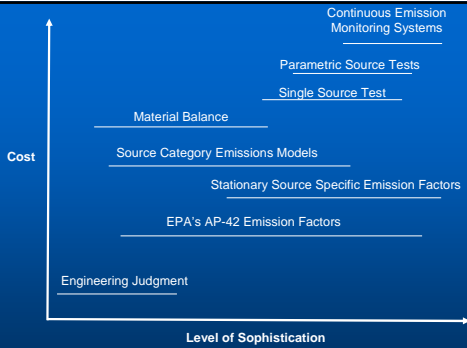 Continuous Emission
Monitoring Systems
Parametric Source Tests
Single Source Test
Material Balance
Cost
Source Category Emissions Models
Stationary Source Specific Emission Factors
EPA's AP-42 Emission Factors
Engineering Judgment
Level of Sophistication